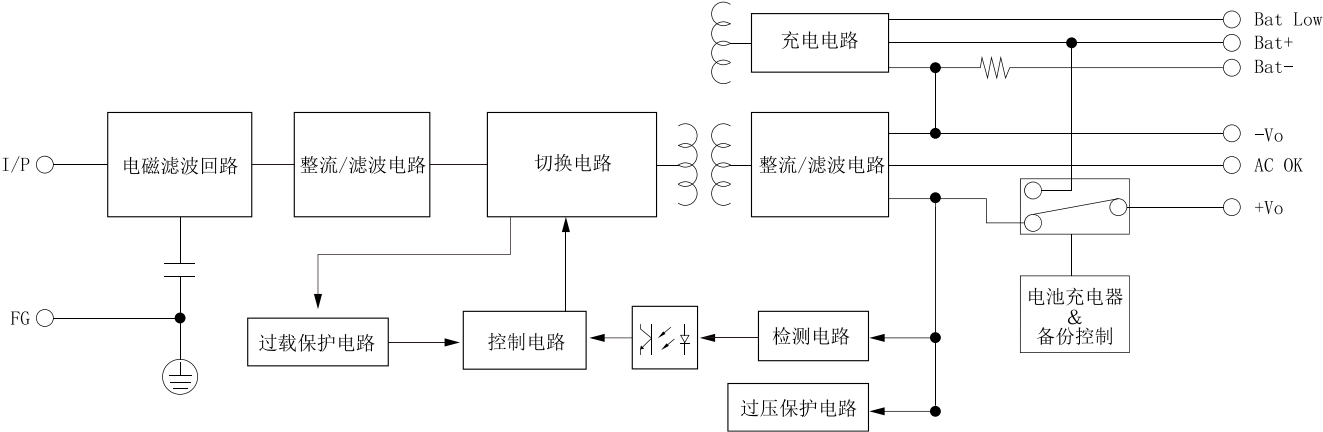 充电电路
Bat Low
Bat+
Bat-
I/P
电磁滤波回路
整流/滤波电路
切换电路
整流/滤波电路
-Vo
AC OK
+Vo
FG
过载保护电路
控制电路
检测电路
过压保护电路
电池充电器
&
备份控制